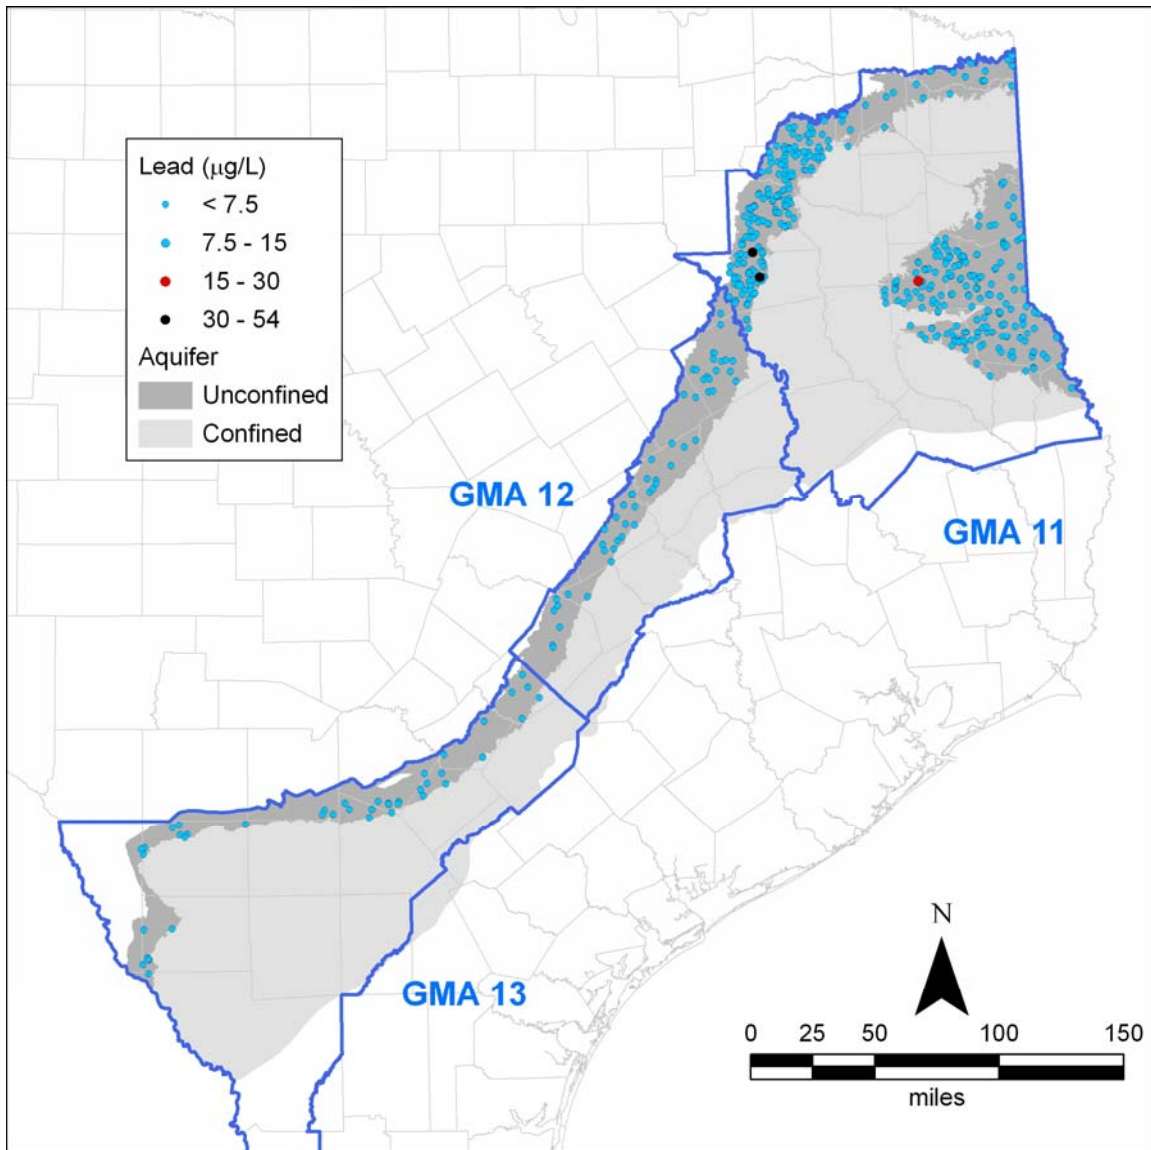 Lead (μg/L)
< 7.5
7.5 - 15
15 - 30
30 - 54
Aquifer
Unconfined
Confined
GMA 12
GMA 11
GMA 13
N
0 25 50 100 150
miles